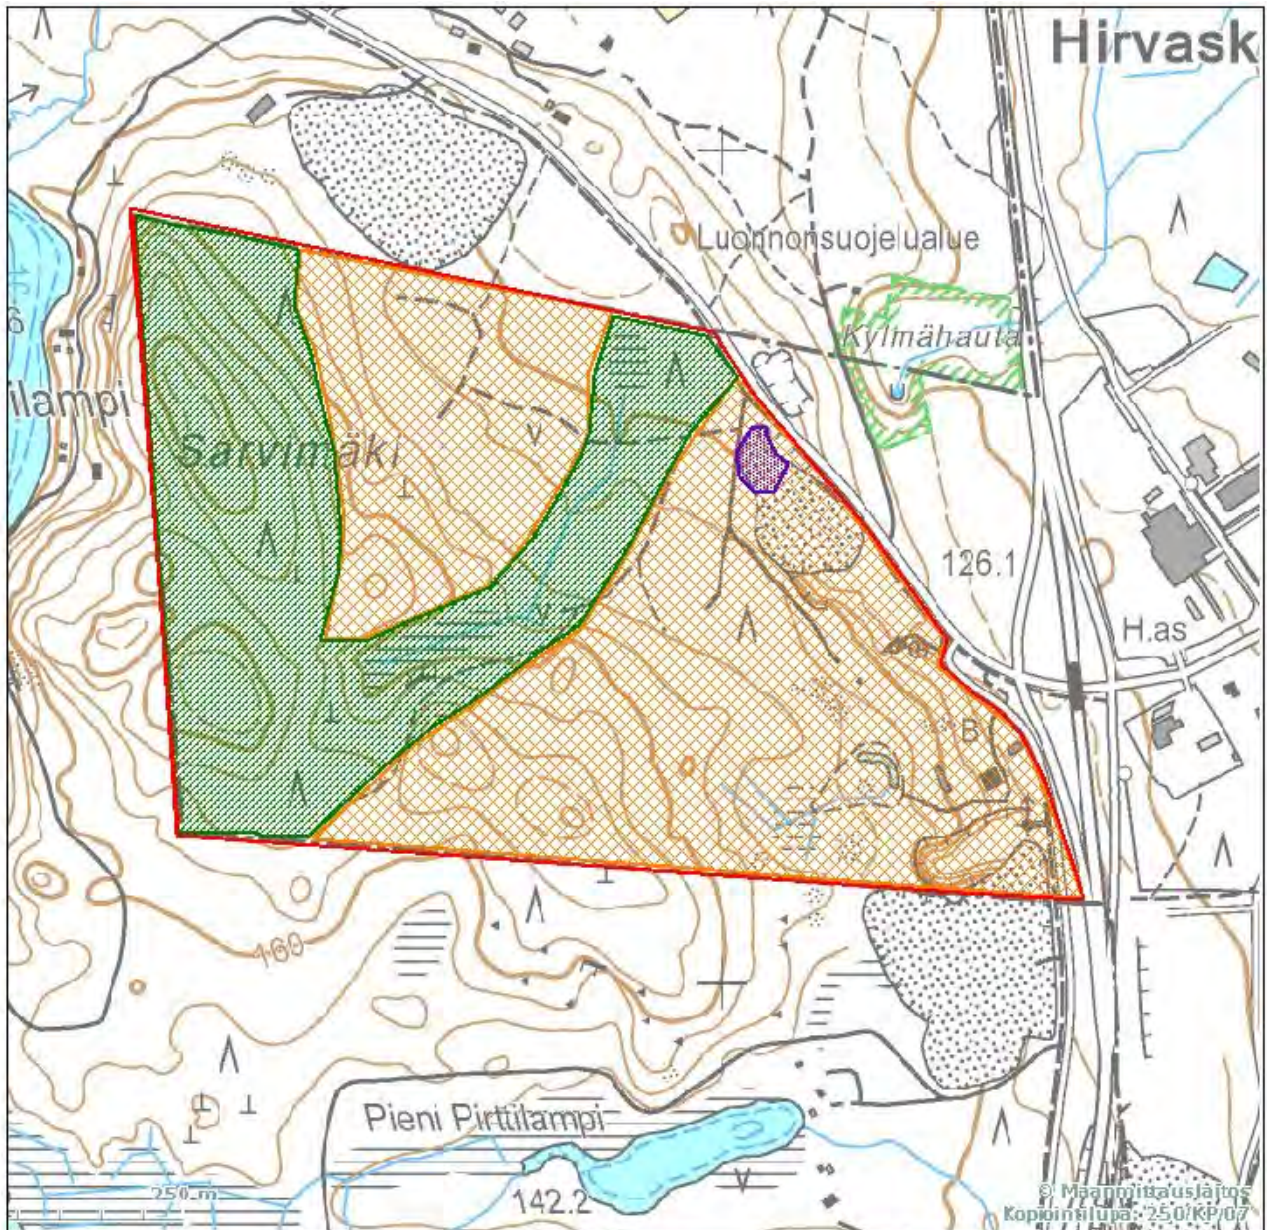 Hirvask
Luonnonsuojelualue
Kylmähauta
ilampi
Sarvimäki
126.1
H.as
B
160
Pieni Pirttilampi
142.2
250 m
© Maanmittauslaitos
Kopiointilupa: 250/KP/07